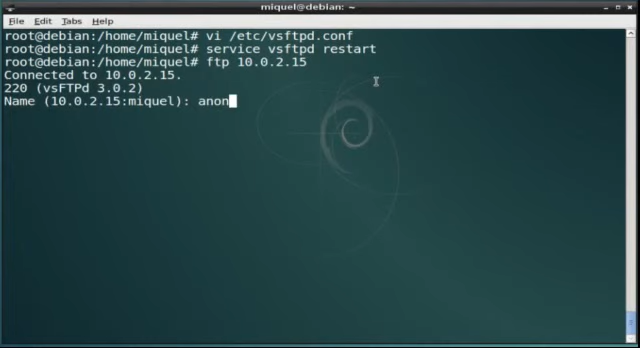 miquel@debian: ~
File Edit Tabs Help
root@debian:/home/miquel# vi /etc/vsftpd.conf
root@debian:/home/miquel# service vsftpd restart
root@debian:/home/miquel# ftp 10.0.2.15
Connected to 10.0.2.15.
220 (vsFTPd 3.0.2)
Name (10.0.2.15:miquel): anon